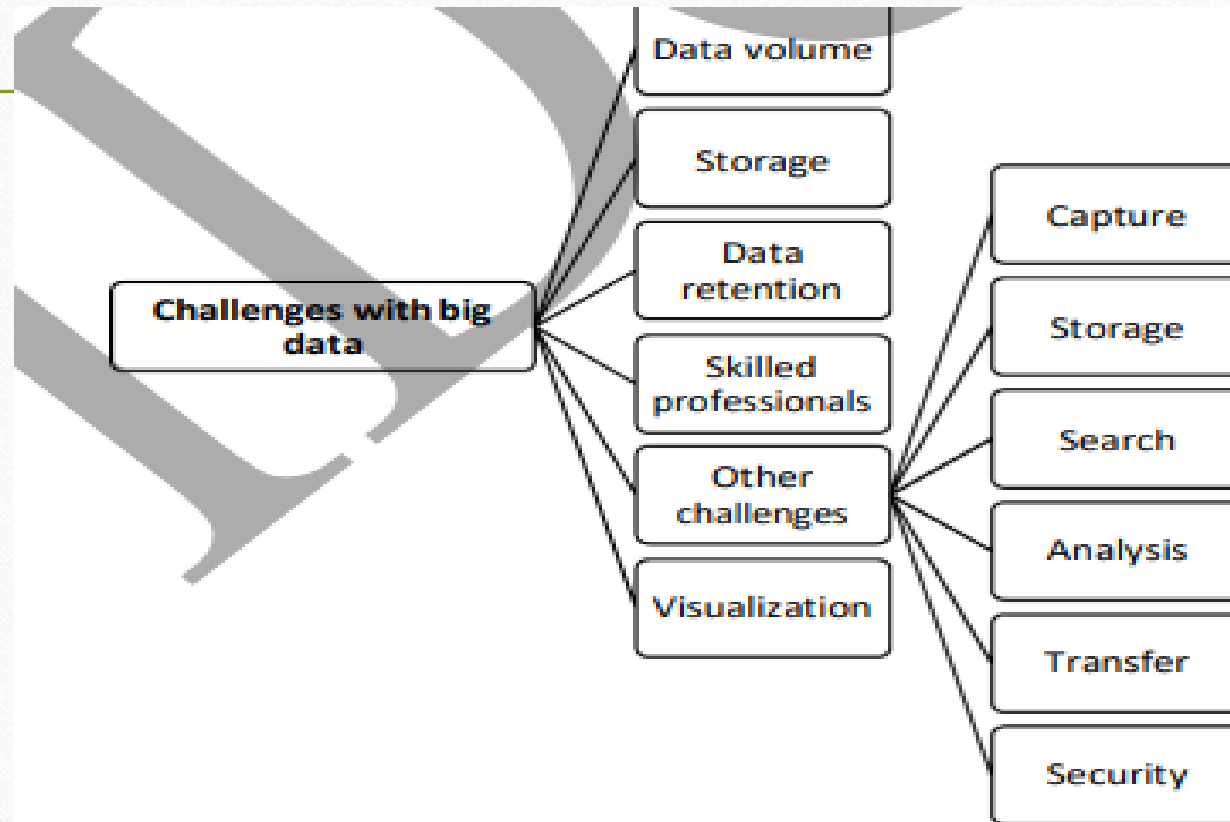 Challenges with big
data
Data volume
Storage
Data
retention
Skilled
professionals
Other
challenges
Visualization
Capture
Storage
Search
Analysis
Transfer
Security